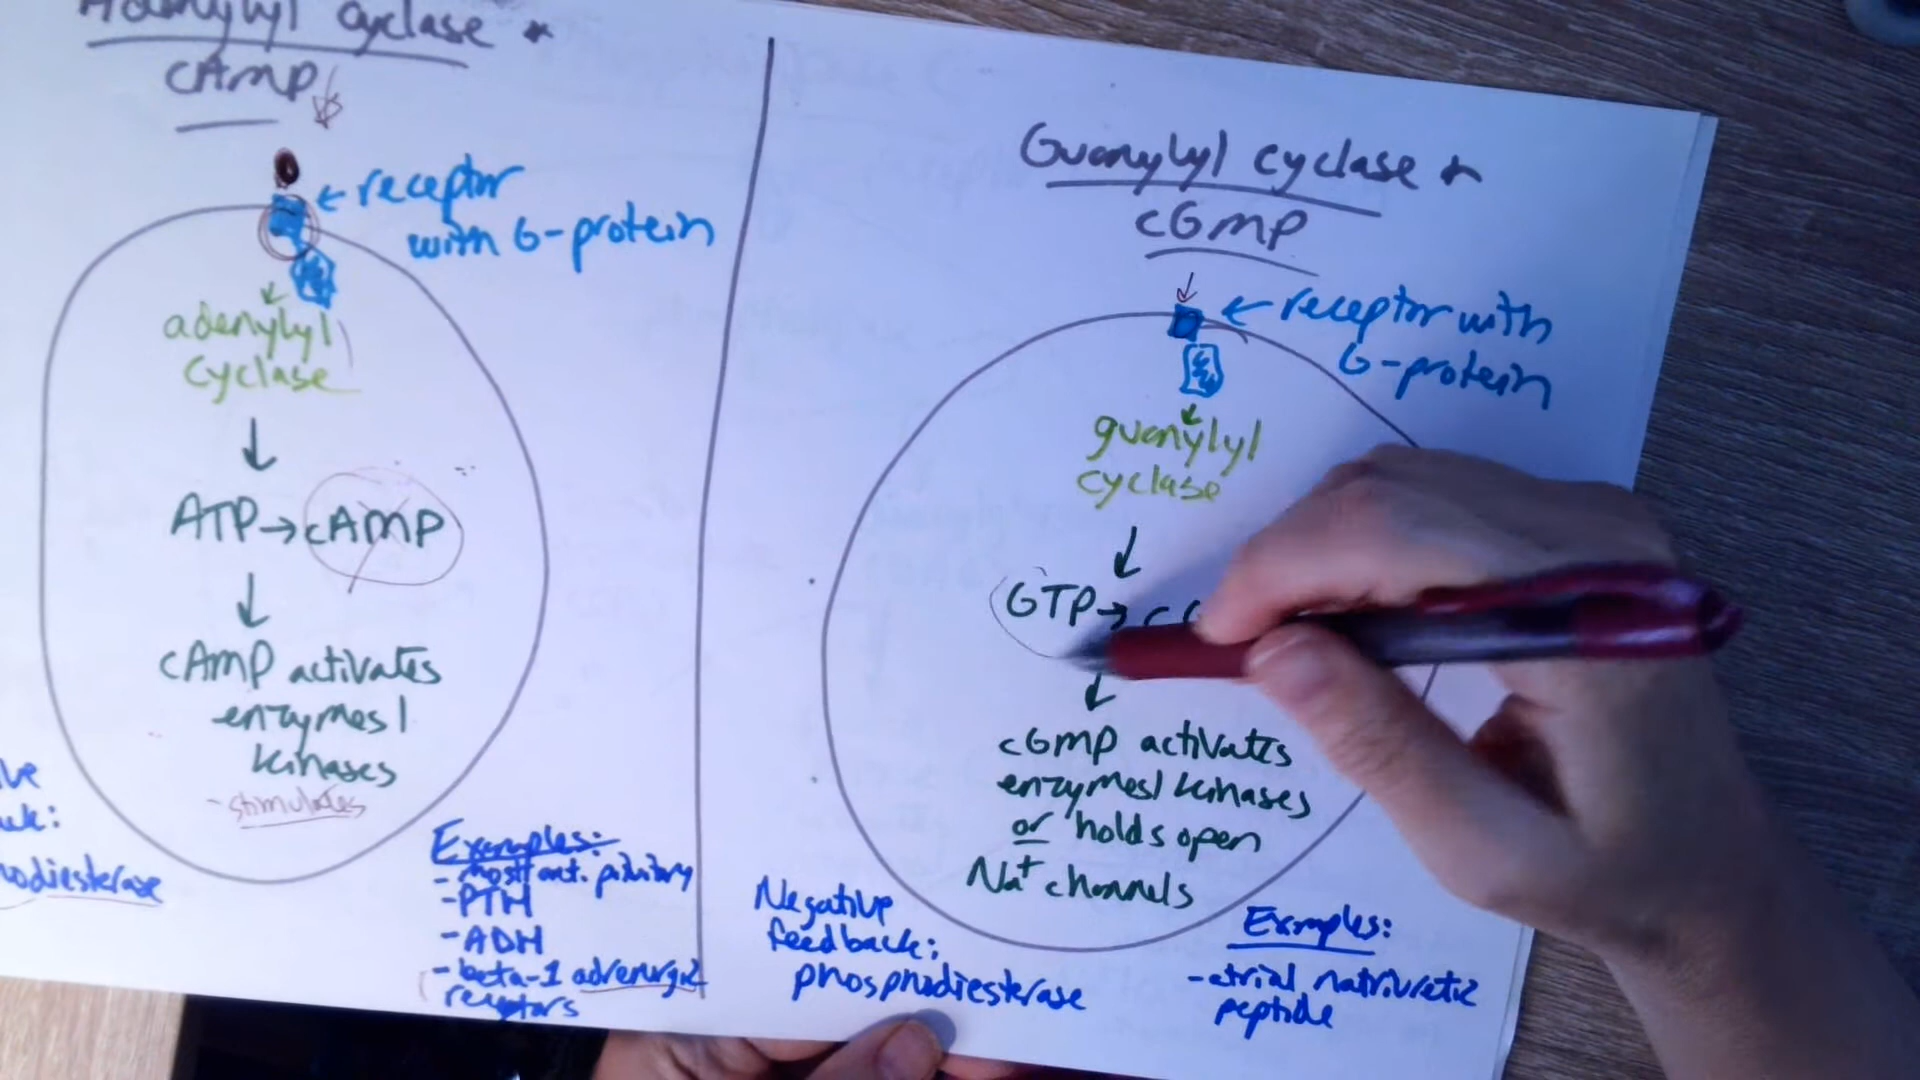 Adenylyl cyclase *
cAMP
← receptor
with G-protein
adenylyl
cyclase
↓
ATP → cAMP
↓
cAMP activates
enzymes/
kinases
- stimulates
Examples:
- most ant. pituitary
- PTH
- ADH
- beta-1 adrenergic
receptors
Guanylyl cyclase *
cGMP
← receptor with
G-protein
guanylyl
cyclase
↓
GTP →
↓
cGMP activates
enzymes/kinases
or holds open
Na+ channels
Negative
feedback:
phosphodiesterase
Examples:
- atrial natriuretic
peptide